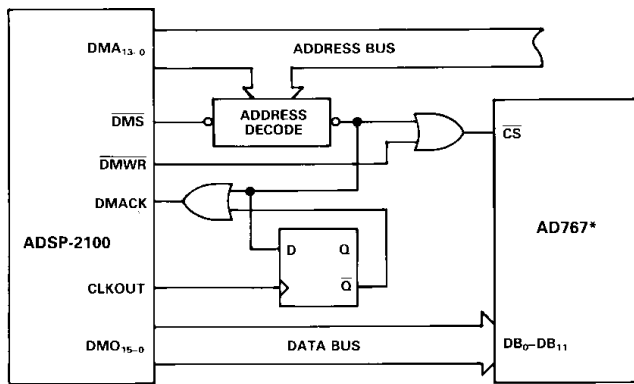 DMA13-0
ADDRESS BUS
DMS
ADDRESS
DECODE
CS
DMWR
DMACK
ADSP-2100
AD767*
D
Q
Q
CLKOUT
DMO15-0
DATA BUS
DB0–DB11